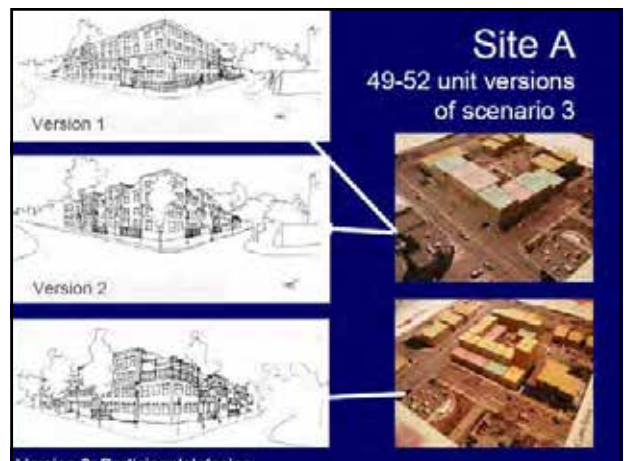 Site A
49-52 unit versions
of scenario 3
Version 1
Version 2